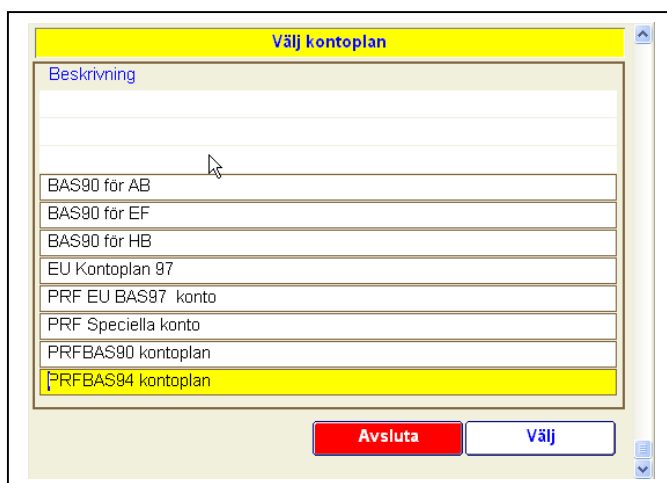 Välj kontoplan
Beskrivning
BAS90 för AB
BAS90 för EF
BAS90 för HB
EU Kontoplan 97
PRF EU BAS97 konto
PRF Speciella konto
PRFBAS90 kontoplan
PRFBAS94 kontoplan
Avsluta Välj